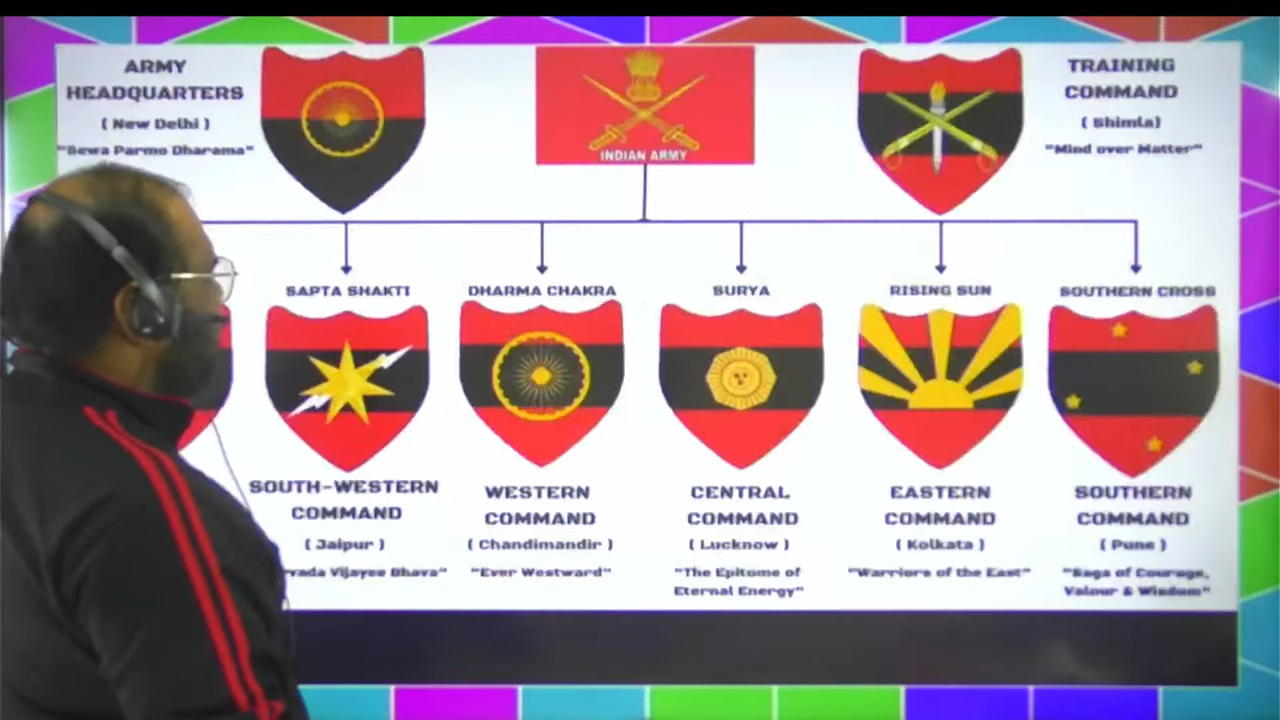 ARMY
HEADQUARTERS
( New Delhi )
"Sewa Parmo Dharama"
INDIAN ARMY
TRAINING
COMMAND
( Shimla)
"Mind over Matter"
SAPTA SHAKTI
DHARMA CHAKRA
SURYA
RISING SUN
SOUTHERN CROSS
SOUTH-WESTERN
COMMAND
( Jaipur )
Vijayee Bhava"
WESTERN
COMMAND
( Chandimandir )
"Ever Westward"
CENTRAL
COMMAND
( Lucknow )
"The Epitome of
Eternal Energy"
EASTERN
COMMAND
( Kolkata )
"Warriors of the East"
SOUTHERN
COMMAND
( Pune )
"Saga of Courage,
Valour & Wisdom"